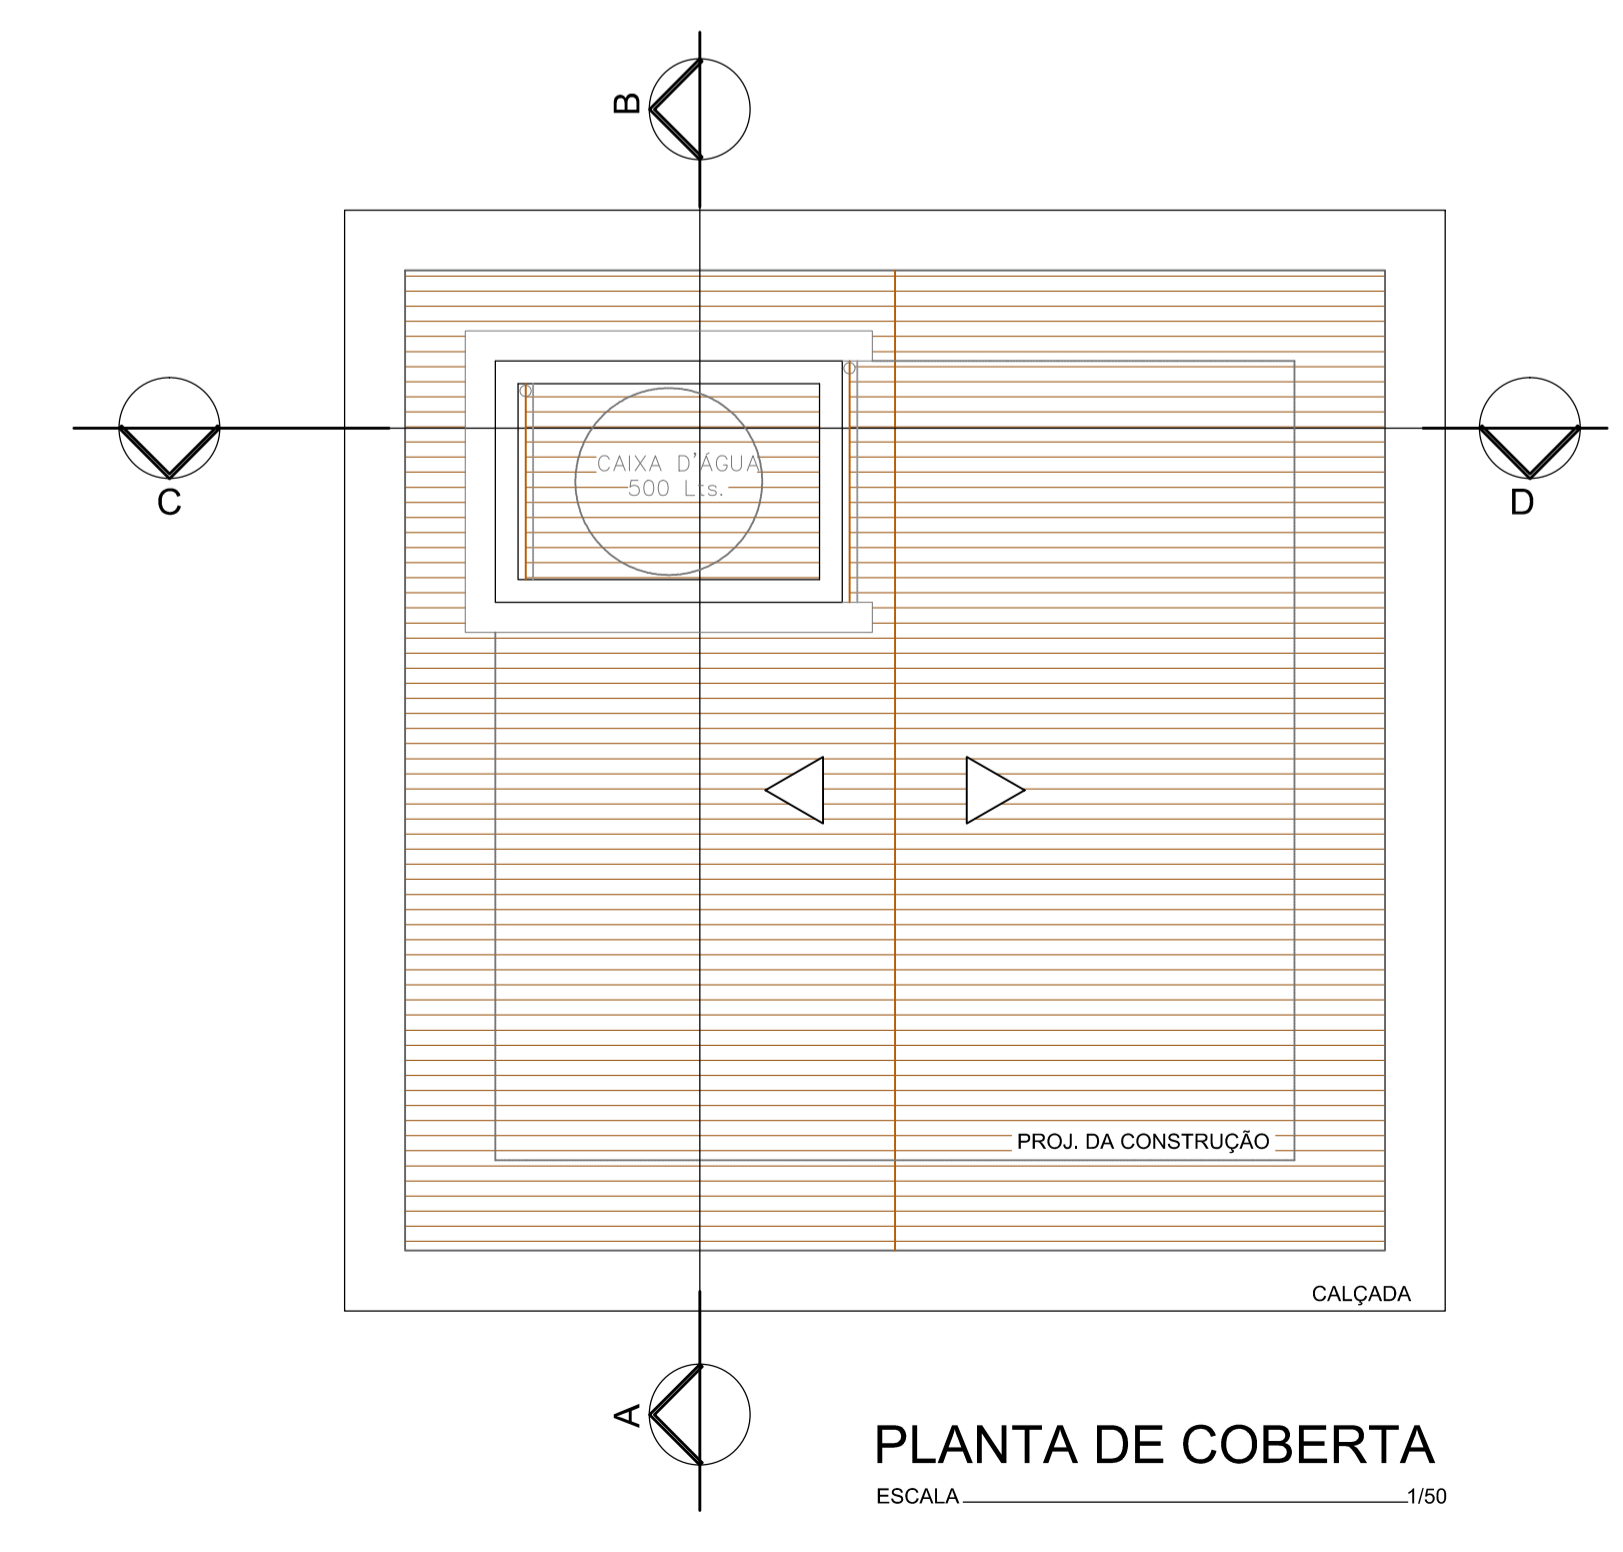 B
C
D
CAIXA D'ÁGUA
500 Lts.
PROJ. DA CONSTRUÇÃO
CALÇADA
A
PLANTA DE COBERTA
ESCALA 1/50